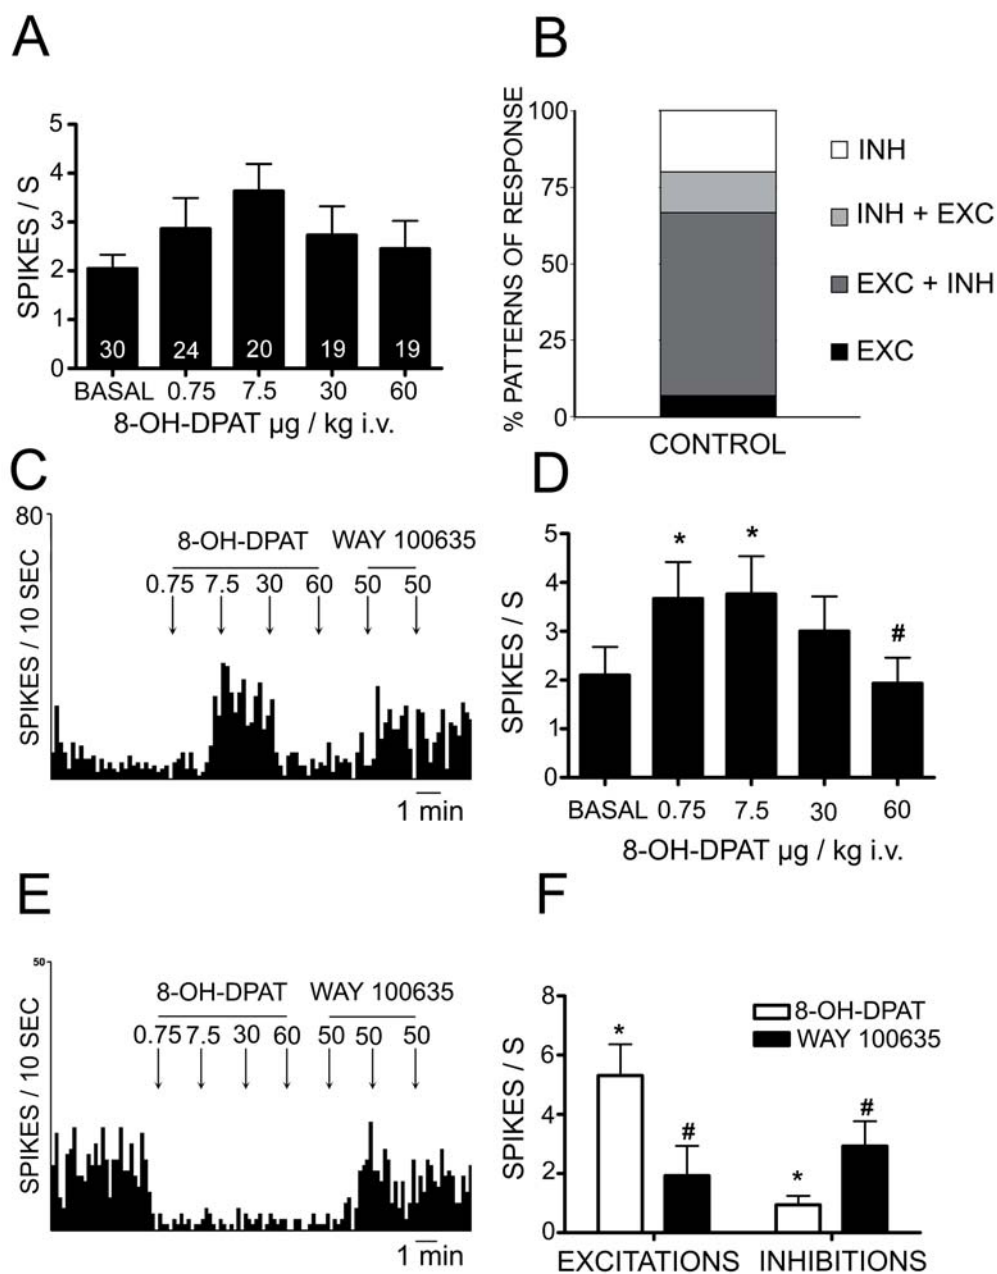 A
SPIKES / S
5
4
3
2
1
0
30 24 20 19 19
BASAL 0.75 7.5 30 60
8-OH-DPAT µg / kg i.v.
B
% PATTERNS OF RESPONSE
100
75
50
25
0
CONTROL
INH
INH + EXC
EXC + INH
EXC
C
80
SPIKES / 10 SEC
8-OH-DPAT WAY 100635
0.75 7.5 30 60 50 50
1 min
D
SPIKES / S
5
4
3
2
1
0
* * #
BASAL 0.75 7.5 30 60
8-OH-DPAT µg / kg i.v.
E
50
SPIKES / 10 SEC
8-OH-DPAT WAY 100635
0.75 7.5 30 60 50 50 50
1 min
F
SPIKES / S
8
6
4
2
0
8-OH-DPAT
WAY 100635
* # * #
EXCITATIONS INHIBITIONS